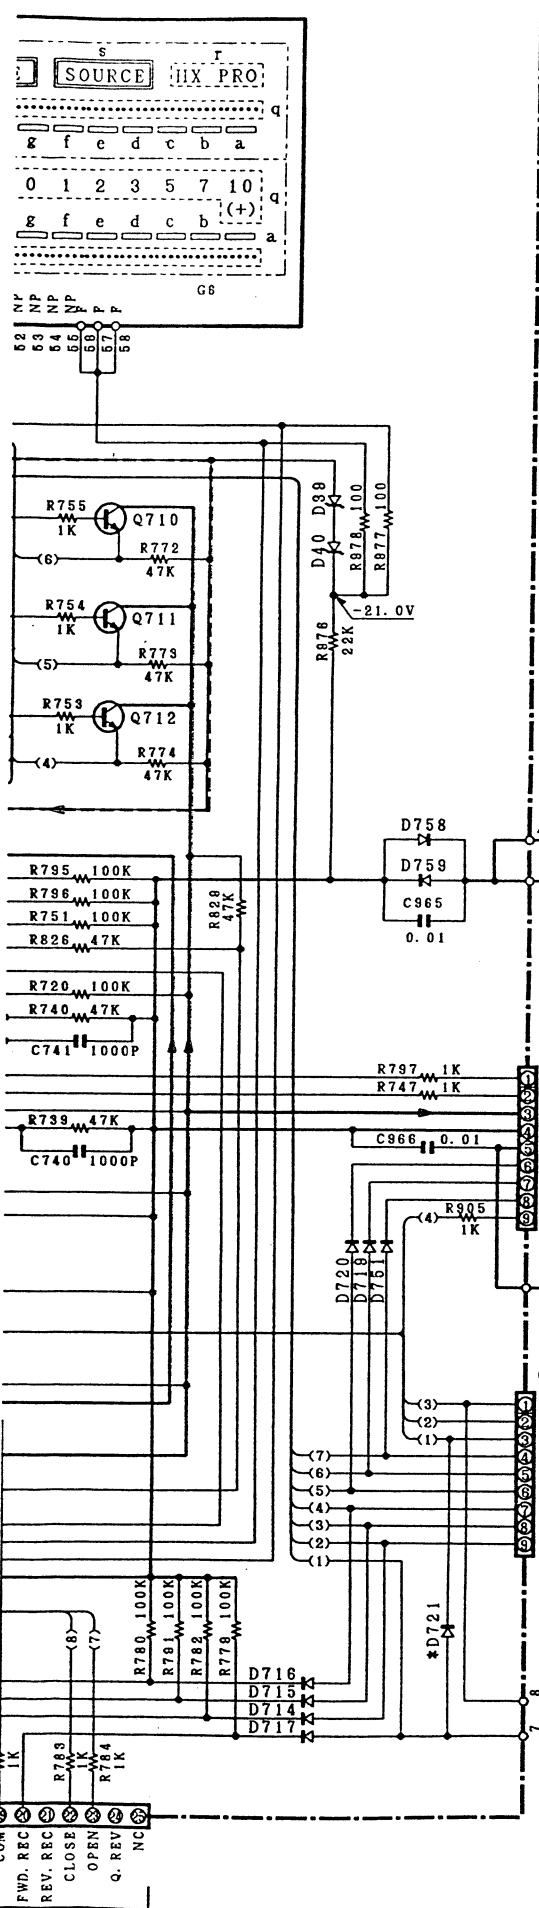 s r
SOURCE HX PRO
q
g f e d c b a
0 1 2 3 5 7 10 q
(+)
g f e d c b a
G6
NP NP NP NP F F F
52 53 54 55 56 57 58
R755 1K Q710
(6) R772 47K
R754 1K Q711
(5) R773 47K
R753 1K Q712
(4) R774 47K
D39 D40
R978 100
R977 100
-21.0V
R976 22K
D758
D759
C965
0.01
R795 100K
R796 100K
R751 100K
R826 47K
R829 47K
R720 100K
R740 47K
C741 1000P
R797 1K
R747 1K
R739 47K
C740 1000P
C966 0.01
(4) R905 1K
1 2 3 4 5 6 7 8 9
D720 D719 D751
(3)
(2)
(1)
(7)
(6)
(5)
(4)
(3)
(2)
(1)
1 2 3 4 5 6 7 8 9
*D721
R780 100K
R791 100K
R782 100K
R779 100K
(8) (7)
D716
D715
D714
D717
8
7
1K
R783 1K
R784 1K
COM
FWD. REC
REV. REC
CLOSE
OPEN
Q. REV
NC